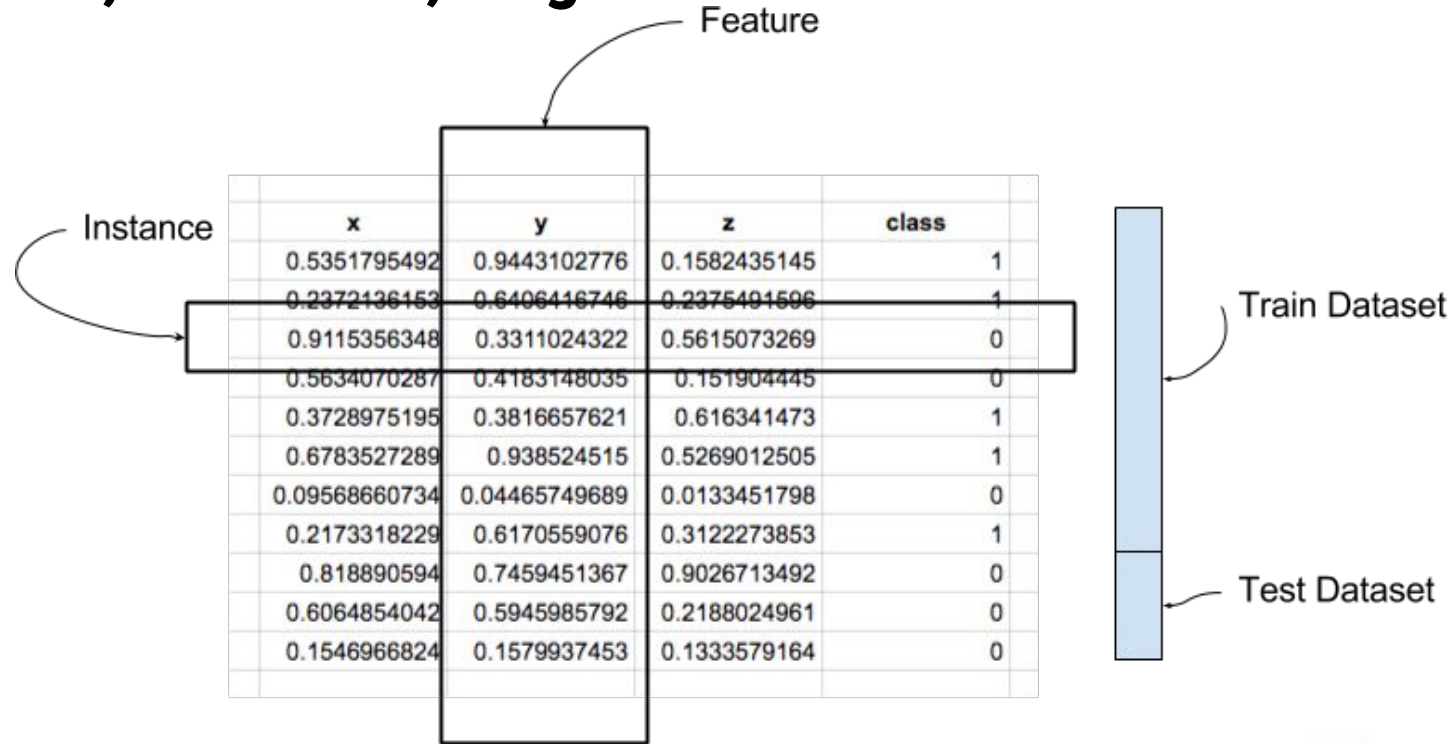 Feature
Instance
x y z class
0.5351795492 0.9443102776 0.1582435145 1
0.2372136153 0.6406416746 0.2375491596 1
0.9115356348 0.3311024322 0.5615073269 0
0.5634070287 0.4183148035 0.151904445 0
0.3728975195 0.3816657621 0.616341473 1
0.6783527289 0.938524515 0.5269012505 1
0.09568660734 0.04465749689 0.0133451798 0
0.2173318229 0.6170559076 0.3122273853 1
0.818890594 0.7459451367 0.9026713492 0
0.6064854042 0.5945985792 0.2188024961 0
0.1546966824 0.1579937453 0.1333579164 0
Train Dataset
Test Dataset